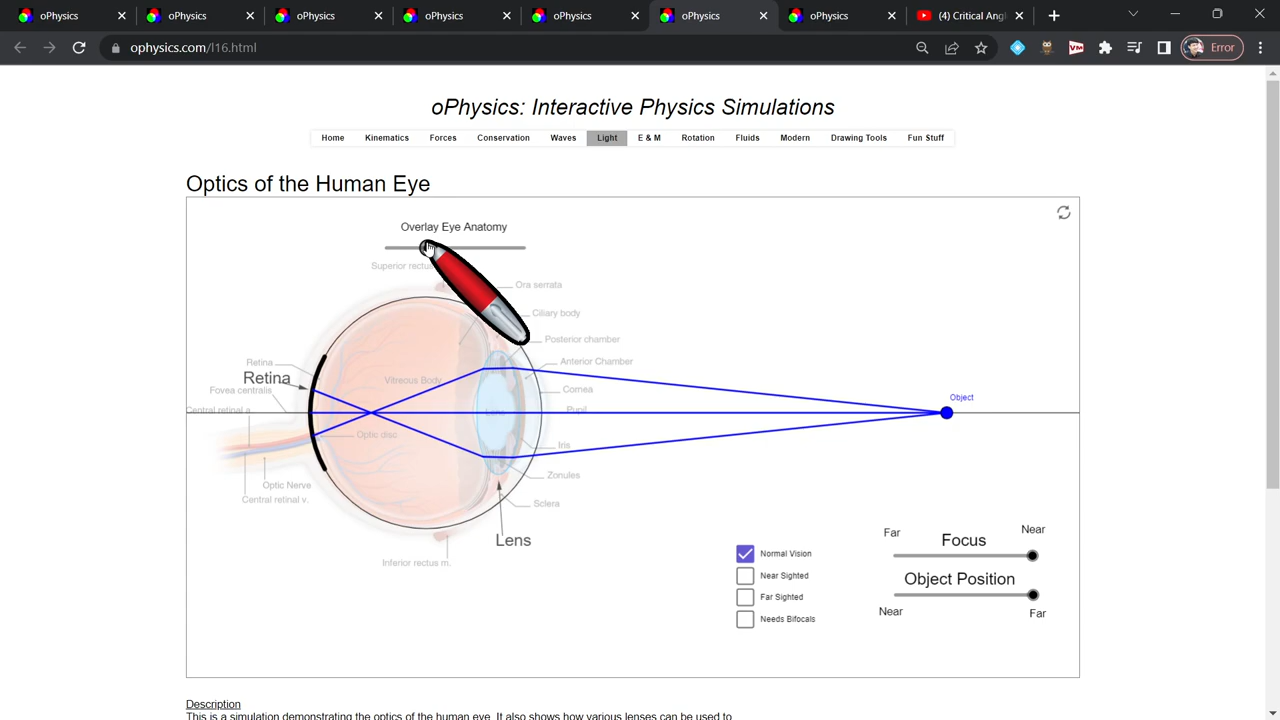 oPhysics
oPhysics
oPhysics
oPhysics
oPhysics
oPhysics
oPhysics
(4) Critical Angl
ophysics.com/l16.html
Error
oPhysics: Interactive Physics Simulations
Home Kinematics Forces Conservation Waves Light E & M Rotation Fluids Modern Drawing Tools Fun Stuff
Optics of the Human Eye
Overlay Eye Anatomy
Superior rectus
Ora serrata
Ciliary body
Posterior chamber
Anterior Chamber
Retina
Retina
Vitreous Body
Fovea centralis
Cornea
Object
Central retinal a.
Lens
Pupil
Optic disc
Iris
Zonules
Optic Nerve
Central retinal v.
Sclera
Lens
Inferior rectus m.
Far Focus Near
Normal Vision
Near Sighted
Object Position
Far Sighted
Near Far
Needs Bifocals
Description
This is a simulation demonstrating the optics of the human eye. It also shows how various lenses can be used to